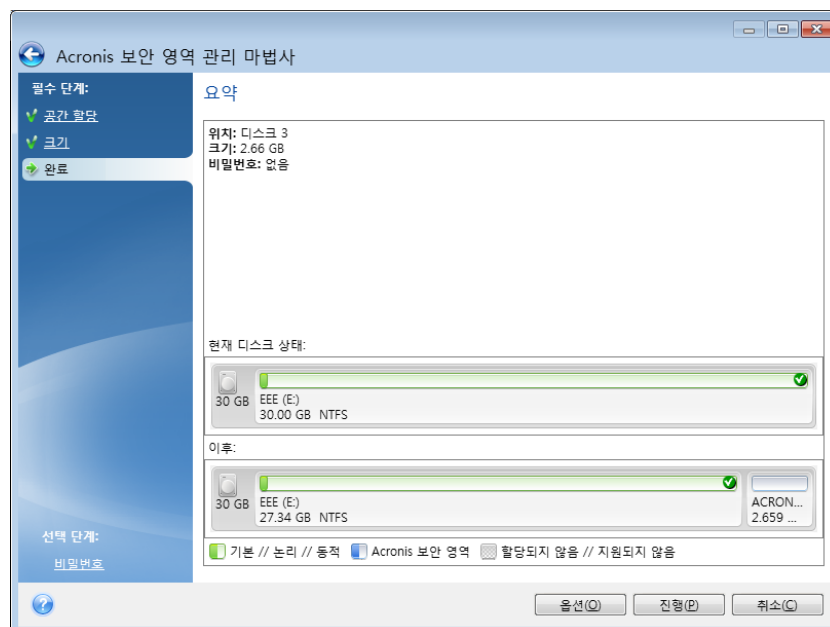 Acronis 보안 영역 관리 마법사
필수 단계:
공간 할당
크기
완료
선택 단계:
비밀번호
요약
위치: 디스크 3
크기: 2.66 GB
비밀번호: 없음
현재 디스크 상태:
30 GB
EEE (E:)
30.00 GB NTFS
이후:
30 GB
EEE (E:)
27.34 GB NTFS
ACRON...
2.659 ...
기본 // 논리 // 동적 Acronis 보안 영역 할당되지 않음 // 지원되지 않음
옵션(O) 진행(P) 취소(C)